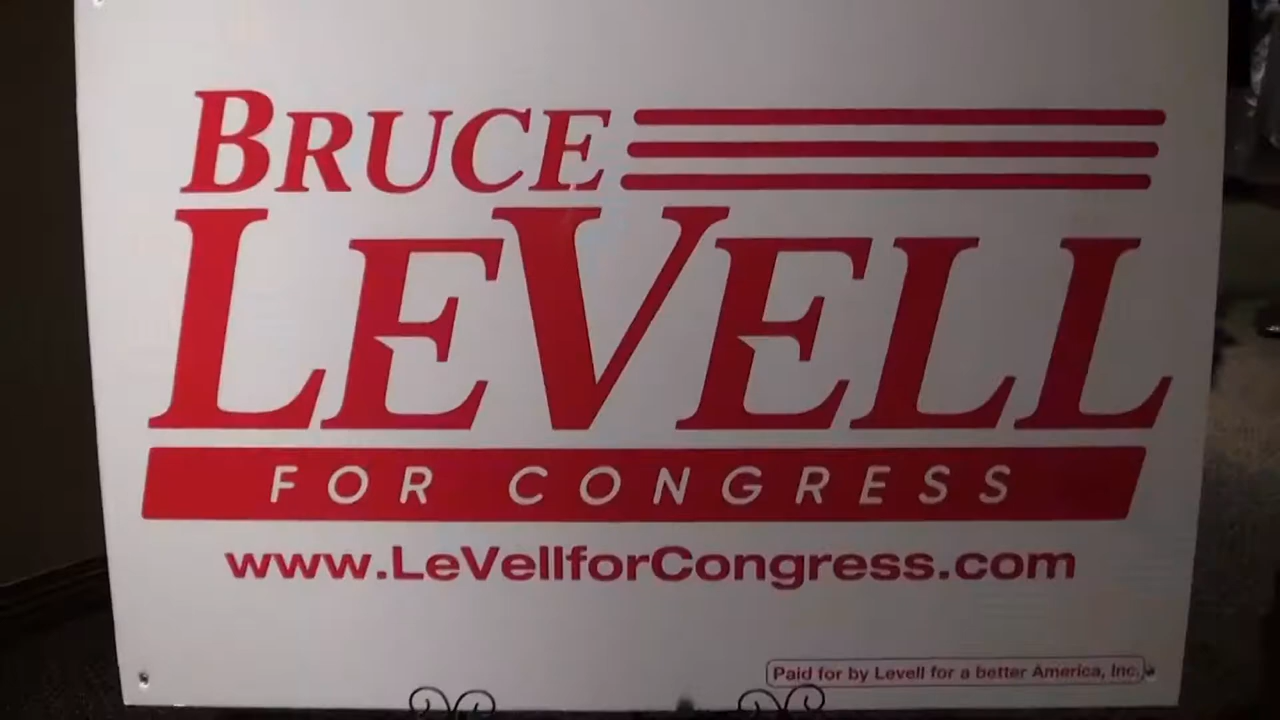 BRUCE
LEVELL
FOR CONGRESS
www.LeVellforCongress.com
Paid for by Levell for a better America, Inc.